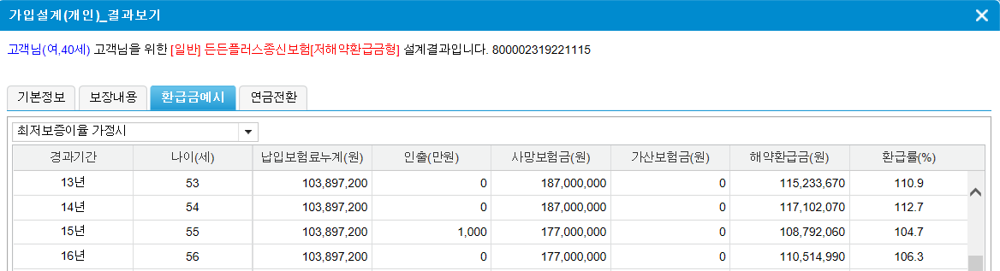 가입설계(개인)_결과보기
고객님(여,40세) 고객님을 위한 [일반] 든든플러스종신보험[저해약환급금형] 설계결과입니다. 800002319221115
기본정보 보장내용 환급금예시 연금전환
최저보증이율 가정시
경과기간 나이(세) 납입보험료누계(원) 인출(만원) 사망보험금(원) 가산보험금(원) 해약환급금(원) 환급률(%)
13년 53 103,897,200 0 187,000,000 0 115,233,670 110.9
14년 54 103,897,200 0 187,000,000 0 117,102,070 112.7
15년 55 103,897,200 1,000 177,000,000 0 108,792,060 104.7
16년 56 103,897,200 0 177,000,000 0 110,514,990 106.3